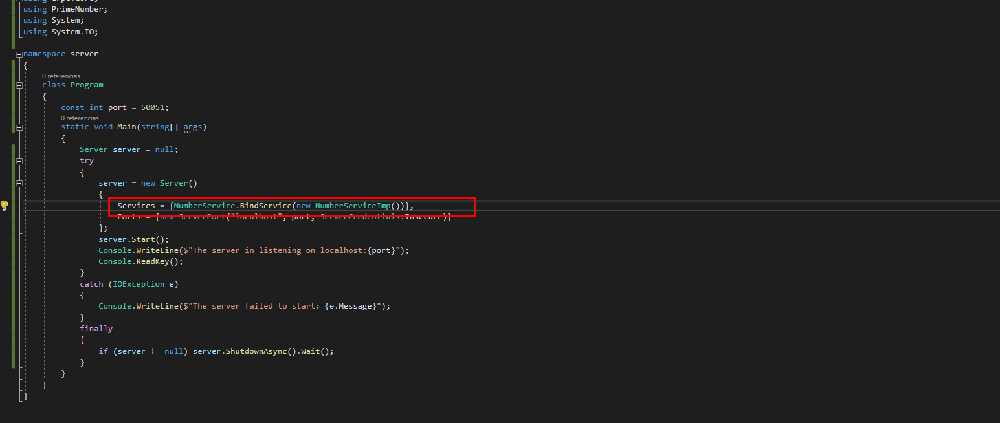 using PrimeNumber;
using System;
using System.IO;
namespace server
{
0 referencias
class Program
{
const int port = 50051;
0 referencias
static void Main(string[] args)
{
Server server = null;
try
{
server = new Server()
{
Services = {NumberService.BindService(new NumberServiceImp())},
Ports = {new ServerPort("localhost", port, ServerCredentials.Insecure)}
};
server.Start();
Console.WriteLine($"The server in listening on localhost:{port}");
Console.ReadKey();
}
catch (IOException e)
{
Console.WriteLine($"The server failed to start: {e.Message}");
}
finally
{
if (server != null) server.ShutdownAsync().Wait();
}
}
}
}